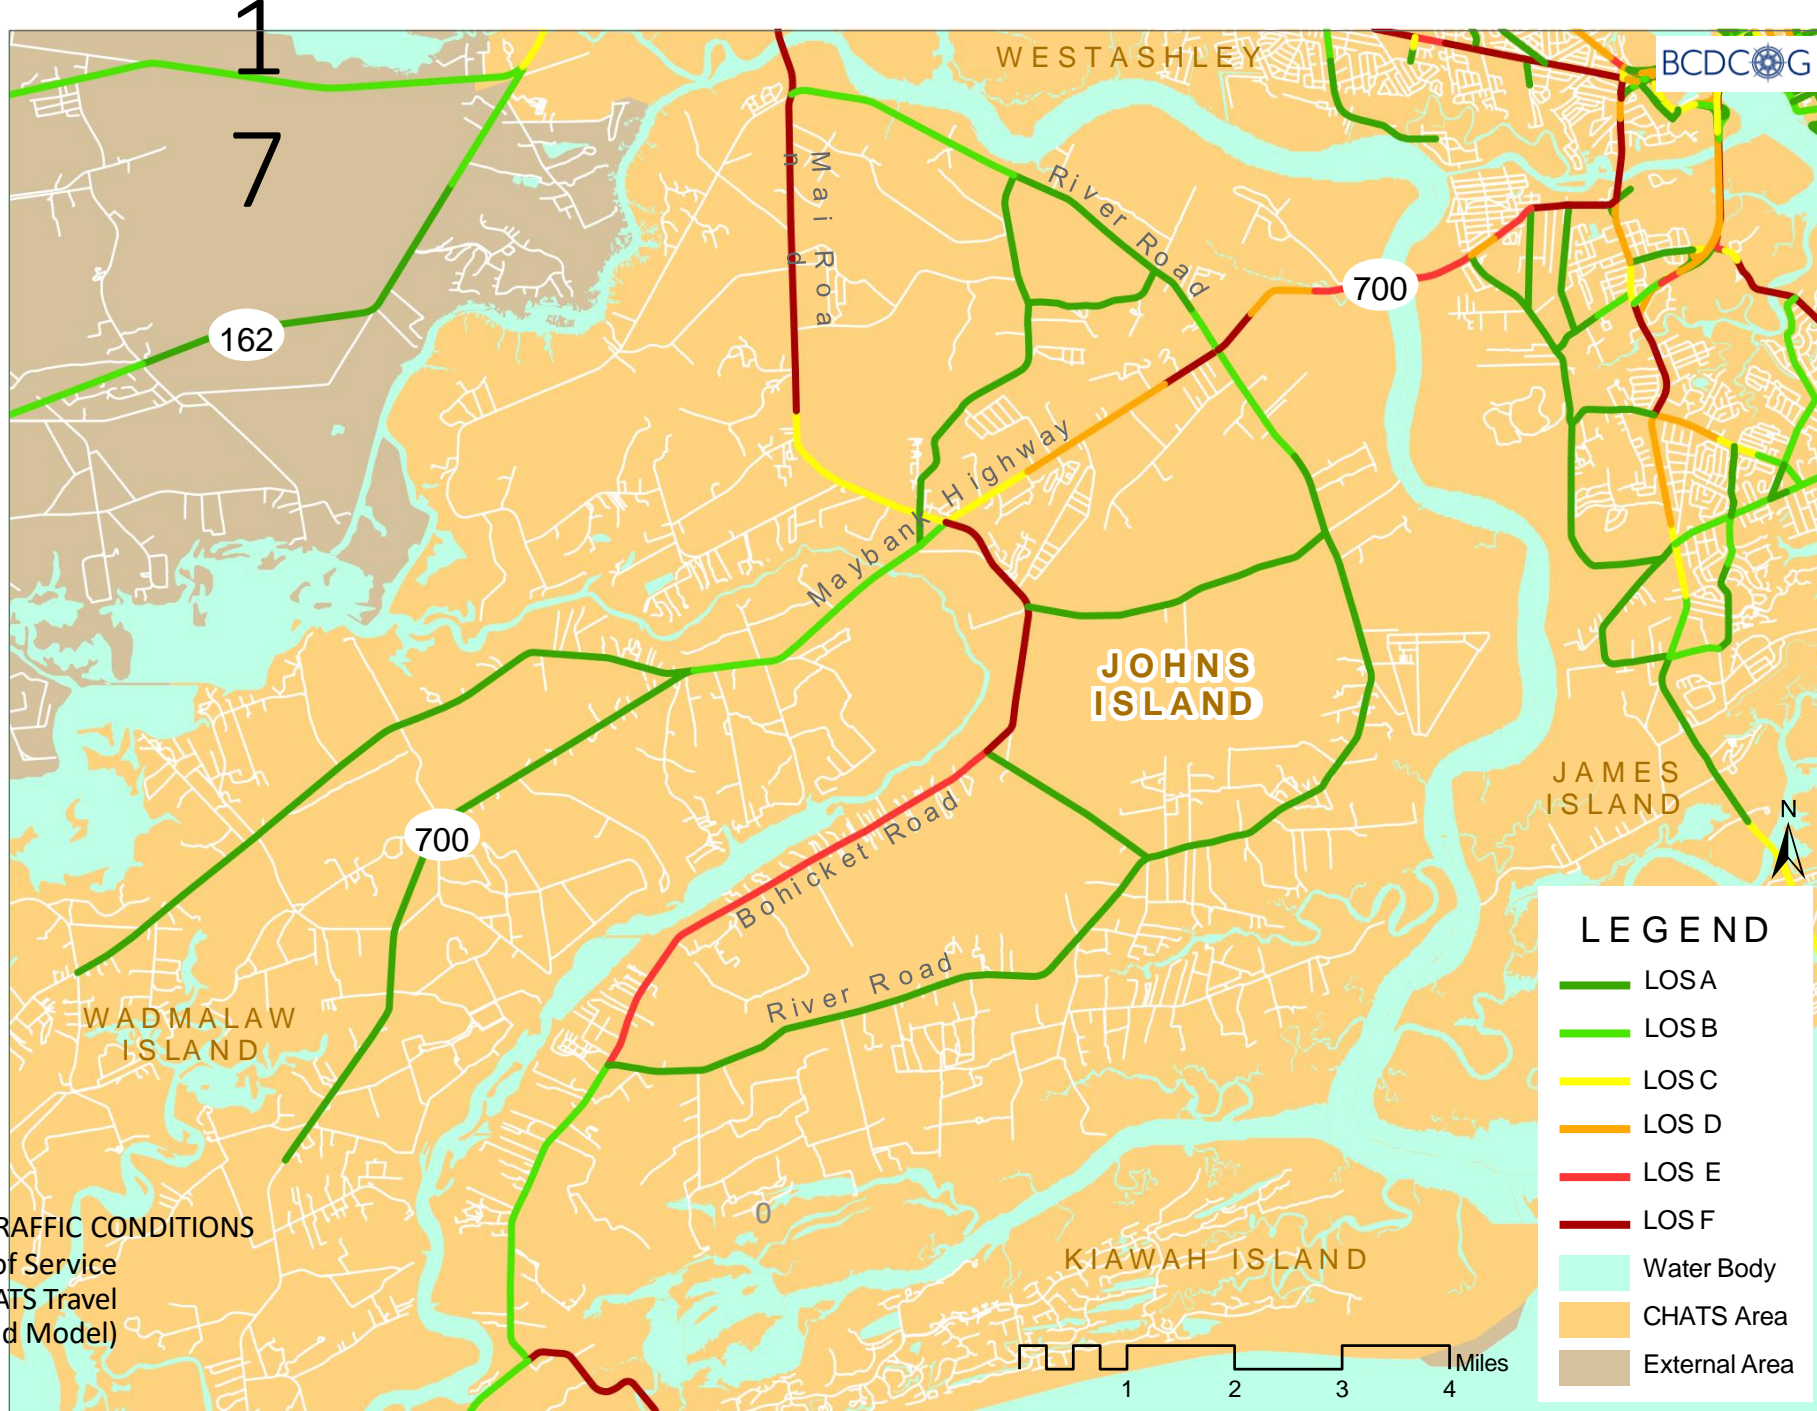 1
7
WESTASHLEY
BCDCOG
Main Road
River Road
700
162
Maybank Highway
JOHNS
ISLAND
JAMES
ISLAND
N
700
Bohicket Road
River Road
WADMALAW
ISLAND
0
KIAWAH ISLAND
RAFFIC CONDITIONS
of Service
ATS Travel
d Model)
Miles
1 2 3 4
LEGEND
LOS A
LOS B
LOS C
LOS D
LOS E
LOS F
Water Body
CHATS Area
External Area